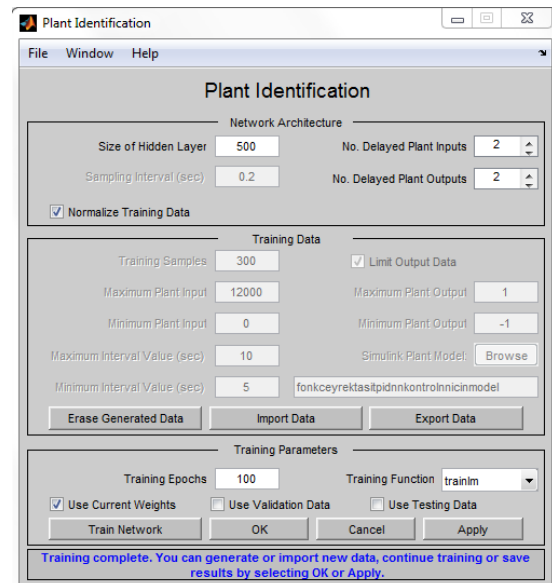 Plant Identification
File Window Help
Plant Identification
Network Architecture
Size of Hidden Layer 500 No. Delayed Plant Inputs 2
Sampling Interval (sec) 0.2 No. Delayed Plant Outputs 2
Normalize Training Data
Training Data
Training Samples 300 Limit Output Data
Maximum Plant Input 12000 Maximum Plant Output 1
Minimum Plant Input 0 Minimum Plant Output -1
Maximum Interval Value (sec) 10 Simulink Plant Model: Browse
Minimum Interval Value (sec) 5 fonkceyrektasitpidnnkontrolnnicinmodel
Erase Generated Data Import Data Export Data
Training Parameters
Training Epochs 100 Training Function trainlm
Use Current Weights Use Validation Data Use Testing Data
Train Network OK Cancel Apply
Training complete. You can generate or import new data, continue training or save
results by selecting OK or Apply.